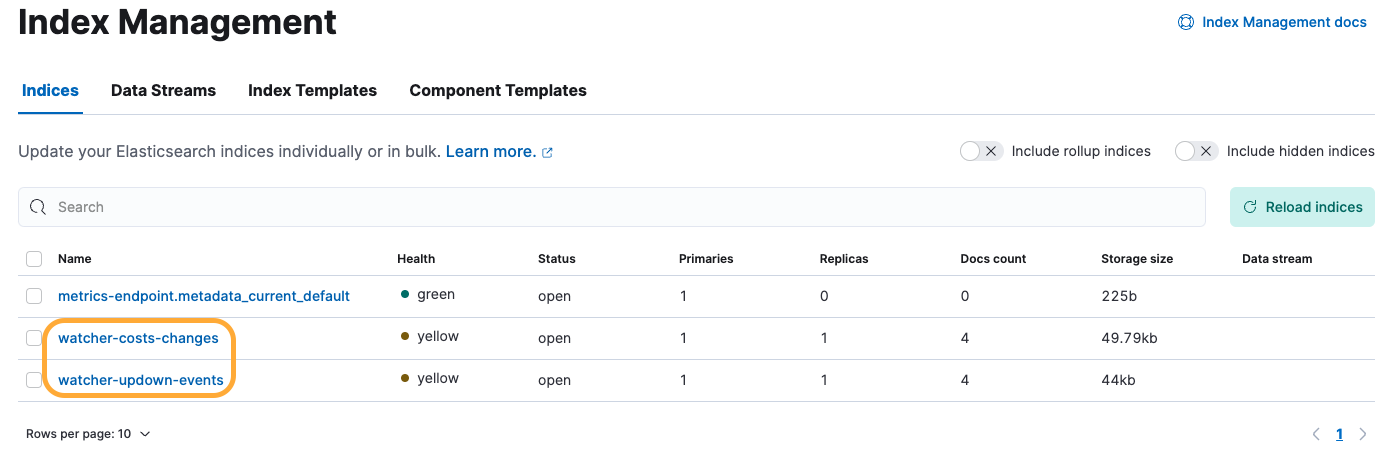 Index Management
Index Management docs
Indices Data Streams Index Templates Component Templates
Update your Elasticsearch indices individually or in bulk. Learn more.
Include rollup indices Include hidden indices
Search
Reload indices
Name Health Status Primaries Replicas Docs count Storage size Data stream
metrics-endpoint.metadata_current_default green open 1 0 0 225b
watcher-costs-changes yellow open 1 1 4 49.79kb
watcher-updown-events yellow open 1 1 4 44kb
Rows per page: 10 1